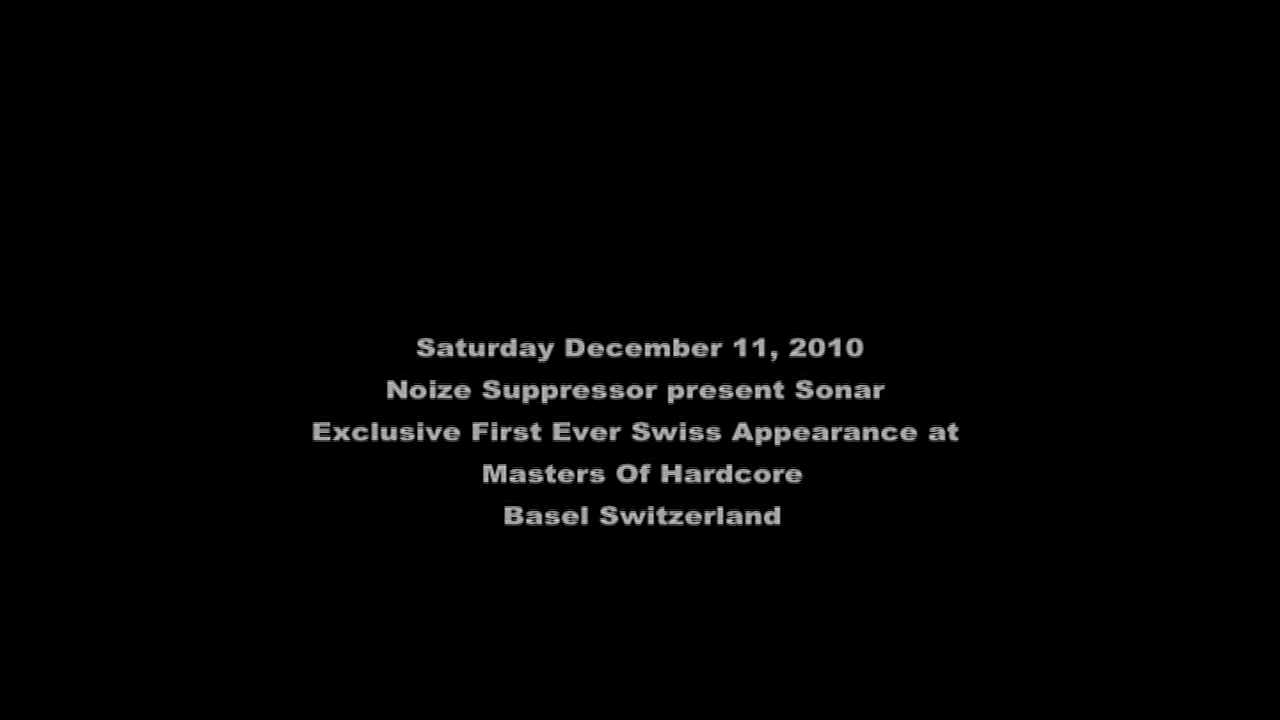 Saturday December 11, 2010
Noize Suppressor present Sonar
Exclusive First Ever Swiss Appearance at
Masters Of Hardcore
Basel Switzerland